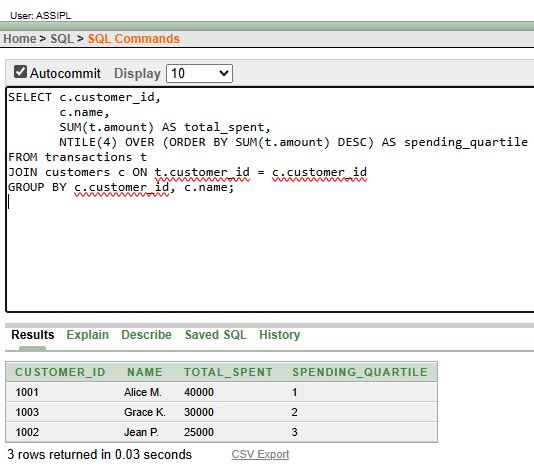 User: ASSIPL
Home > SQL > SQL Commands
Autocommit Display 10
SELECT c.customer_id,
c.name,
SUM(t.amount) AS total_spent,
NTILE(4) OVER (ORDER BY SUM(t.amount) DESC) AS spending_quartile
FROM transactions t
JOIN customers c ON t.customer_id = c.customer_id
GROUP BY c.customer_id, c.name;
Results Explain Describe Saved SQL History
CUSTOMER_ID NAME TOTAL_SPENT SPENDING_QUARTILE
1001 Alice M. 40000 1
1003 Grace K. 30000 2
1002 Jean P. 25000 3
3 rows returned in 0.03 seconds CSV Export